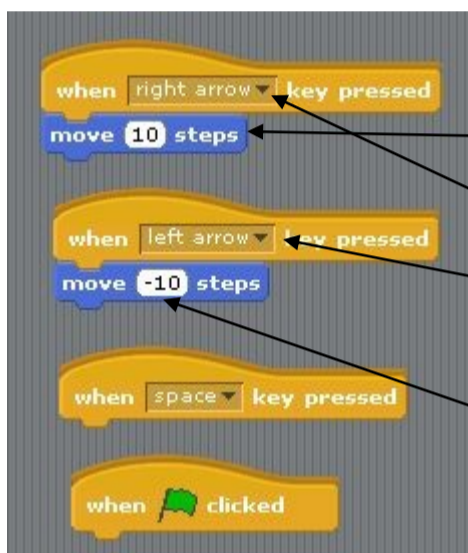 when right arrow key pressed
move 10 steps
when left arrow key pressed
move -10 steps
when space key pressed
when clicked